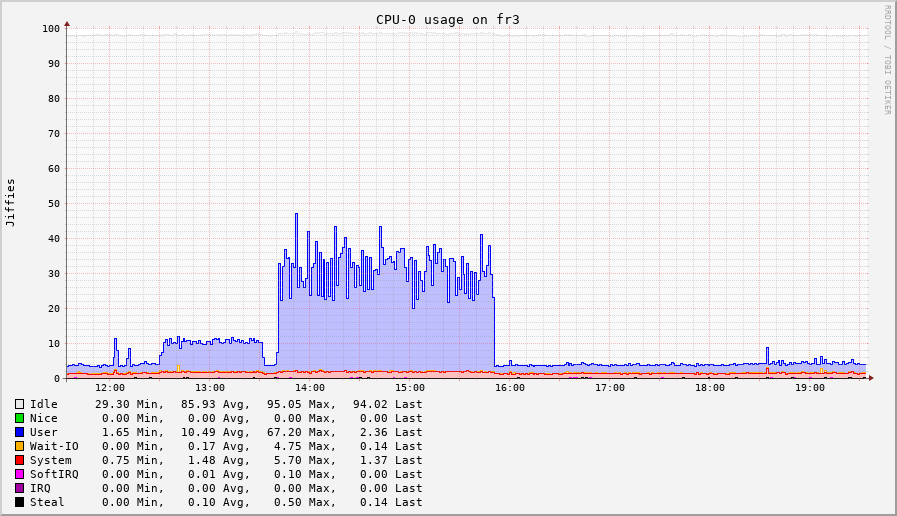 CPU-0 usage on fr3
RRDTOOL / TOBI OETIKER
Jiffies
100
90
80
70
60
50
40
30
20
10
0
12:00 13:00 14:00 15:00 16:00 17:00 18:00 19:00
Idle 29.30 Min, 85.93 Avg, 95.05 Max, 94.02 Last
Nice 0.00 Min, 0.00 Avg, 0.00 Max, 0.00 Last
User 1.65 Min, 10.49 Avg, 67.20 Max, 2.36 Last
Wait-IO 0.00 Min, 0.17 Avg, 4.75 Max, 0.14 Last
System 0.75 Min, 1.48 Avg, 5.70 Max, 1.37 Last
SoftIRQ 0.00 Min, 0.01 Avg, 0.10 Max, 0.00 Last
IRQ 0.00 Min, 0.00 Avg, 0.00 Max, 0.00 Last
Steal 0.00 Min, 0.10 Avg, 0.50 Max, 0.14 Last